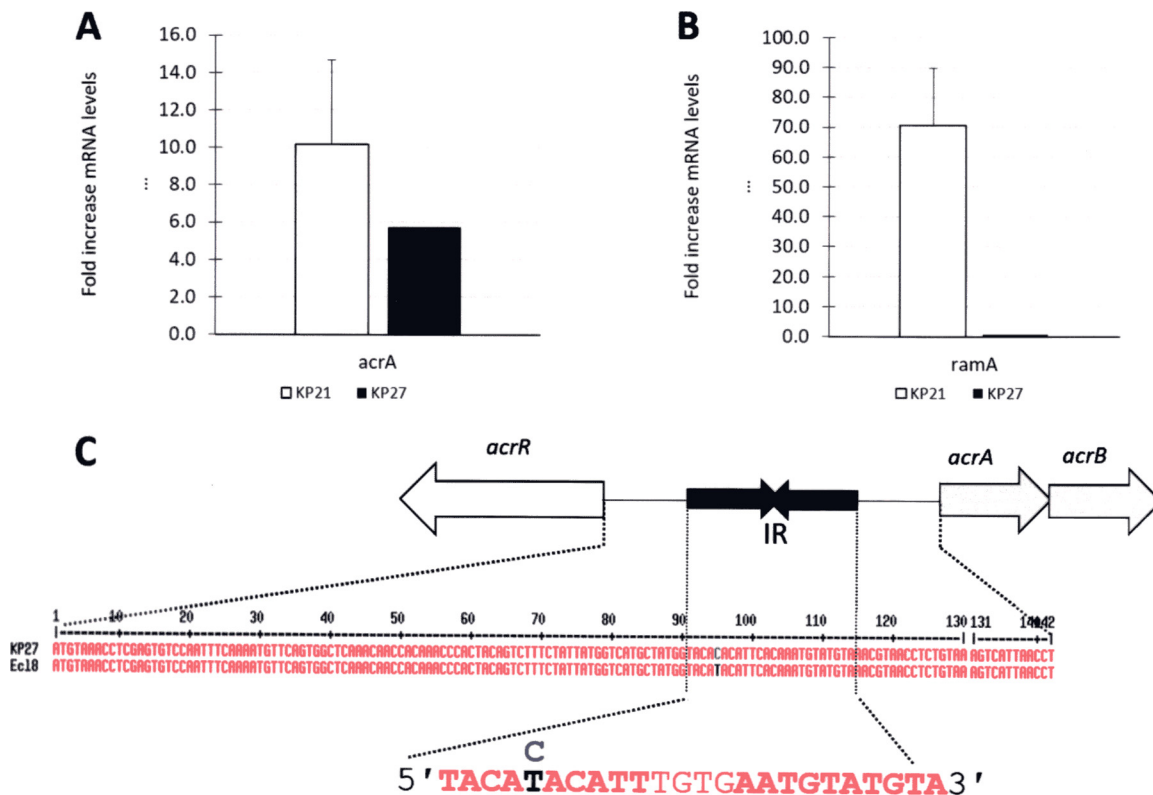 A
B
Fold increase mRNA levels
...
16.0
14.0
12.0
10.0
8.0
6.0
4.0
2.0
0.0
acrA
KP21 KP27
Fold increase mRNA levels
...
100.0
90.0
80.0
70.0
60.0
50.0
40.0
30.0
20.0
10.0
0.0
ramA
KP21 KP27
C
acrR acrA acrB
IR
1 10 20 30 40 50 60 70 80 90 100 110 120 130 131 142
KP27 ATGTAAACCTCGAGTGTCCAATTTCAAAATGTTCAGTGGCTCAAACAACCACAAACCCACTACAGTCTTTCTATTATGGTCATGCTATGGTACACACATTCACAAATGTATGTAAACGTAACCTCTGTAA AGTCATTAACCT
Ecl8 ATGTAAACCTCGAGTGTCCAATTTCAAAATGTTCAGTGGCTCAAACAACCACAAACCCACTACAGTCTTTCTATTATGGTCATGCTATGGTACATACATTCACAAATGTATGTAAACGTAACCTCTGTAA AGTCATTAACCT
C
5'TACATACATTTGTGAATGTATGTA3'